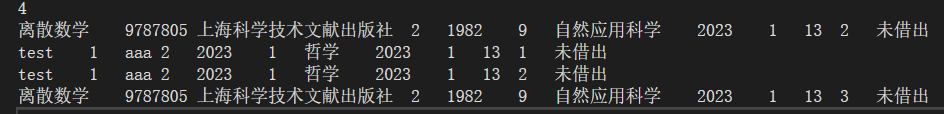 4
离散数学 9787805 上海科学技术文献出版社 2 1982 9 自然应用科学 2023 1 13 2 未借出
test 1 aaa 2 2023 1 哲学 2023 1 13 1 未借出
test 1 aaa 2 2023 1 哲学 2023 1 13 2 未借出
离散数学 9787805 上海科学技术文献出版社 2 1982 9 自然应用科学 2023 1 13 3 未借出